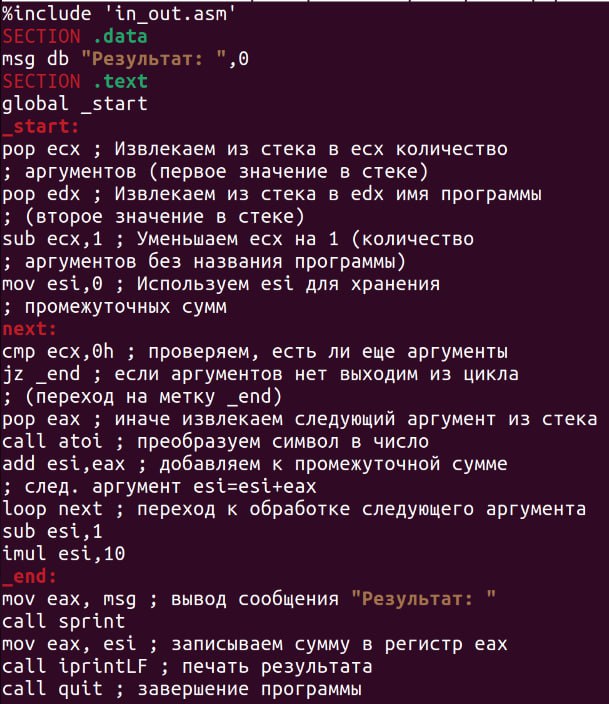 %include 'in_out.asm'
SECTION .data
msg db "Результат: ",0
SECTION .text
global _start
_start:
pop ecx ; Извлекаем из стека в ecx количество
; аргументов (первое значение в стеке)
pop edx ; Извлекаем из стека в edx имя программы
; (второе значение в стеке)
sub ecx,1 ; Уменьшаем ecx на 1 (количество
; аргументов без названия программы)
mov esi,0 ; Используем esi для хранения
; промежуточных сумм
next:
cmp ecx,0h ; проверяем, есть ли еще аргументы
jz _end ; если аргументов нет выходим из цикла
; (переход на метку _end)
pop eax ; иначе извлекаем следующий аргумент из стека
call atoi ; преобразуем символ в число
add esi,eax ; добавляем к промежуточной сумме
; след. аргумент esi=esi+eax
loop next ; переход к обработке следующего аргумента
sub esi,1
imul esi,10
_end:
mov eax, msg ; вывод сообщения "Результат: "
call sprint
mov eax, esi ; записываем сумму в регистр eax
call iprintLF ; печать результата
call quit ; завершение программы